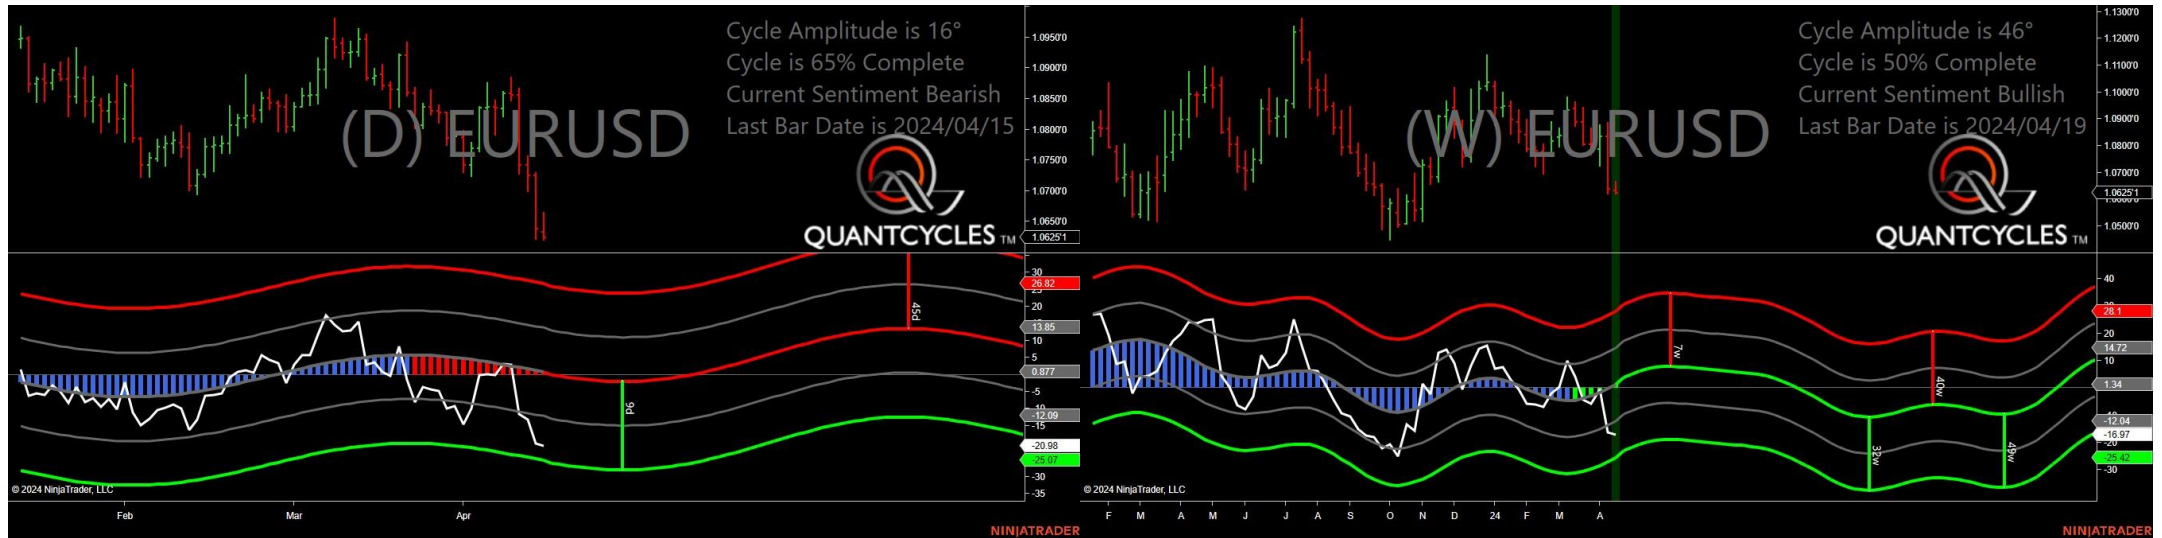 Cycle Amplitude is 16°
Cycle is 65% Complete
Current Sentiment Bearish
Last Bar Date is 2024/04/15
(D) EURUSD
QUANTCYCLES TM
1.0950'0
1.0900'0
1.0850'0
1.0800'0
1.0750'0
1.0700'0
1.0650'0
1.0625'1
30
26.82
20
13.85
10
5
0.877
-5
-12.09
-15
-20.98
-25.07
-30
-35
45d
9d
© 2024 NinjaTrader, LLC
Feb Mar Apr
NINJATRADER
Cycle Amplitude is 46°
Cycle is 50% Complete
Current Sentiment Bullish
Last Bar Date is 2024/04/19
(W) EURUSD
QUANTCYCLES TM
1.1300'0
1.1200'0
1.1100'0
1.1000'0
1.0900'0
1.0800'0
1.0700'0
1.0625'1
1.0500'0
40
28.1
20
14.72
10
1.34
-12.04
-16.97
-20
-25.42
-30
7w
40w
32w
49w
© 2024 NinjaTrader, LLC
F M A M J J A S O N D 24 F M A
NINJATRADER